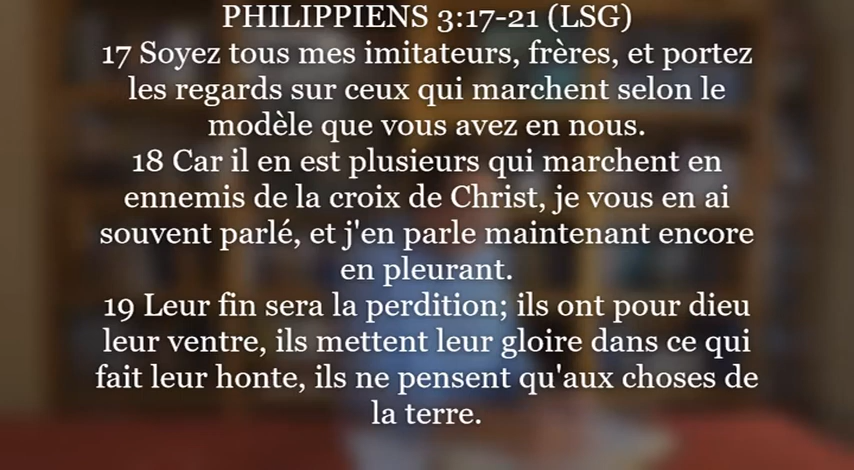 PHILIPPIENS 3:17-21 (LSG)
17 Soyez tous mes imitateurs, frères, et portez
les regards sur ceux qui marchent selon le
modèle que vous avez en nous.
18 Car il en est plusieurs qui marchent en
ennemis de la croix de Christ, je vous en ai
souvent parlé, et j'en parle maintenant encore
en pleurant.
19 Leur fin sera la perdition; ils ont pour dieu
leur ventre, ils mettent leur gloire dans ce qui
fait leur honte, ils ne pensent qu'aux choses de
la terre.